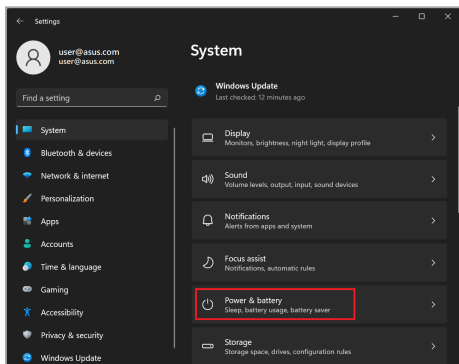 Settings
user@asus.com
user@asus.com
Find a setting
System
Bluetooth & devices
Network & internet
Personalization
Apps
Accounts
Time & language
Gaming
Accessibility
Privacy & security
Windows Update
System
Windows Update
Last checked: 12 minutes ago
Display
Monitors, brightness, night light, display profile
Sound
Volume levels, output, input, sound devices
Notifications
Alerts from apps and system
Focus assist
Notifications, automatic rules
Power & battery
Sleep, battery usage, battery saver
Storage
Storage space, drives, configuration rules